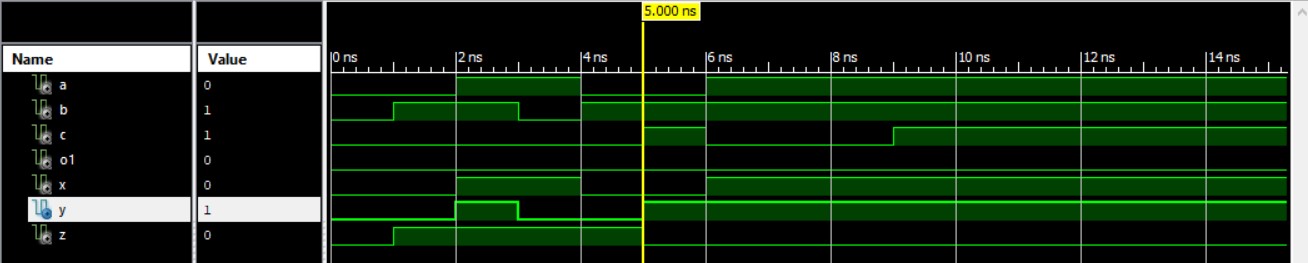 5.000 ns
Name Value 0 ns 2 ns 4 ns 6 ns 8 ns 10 ns 12 ns 14 ns
a 0
b 1
c 1
o1 0
x 0
y 1
z 0